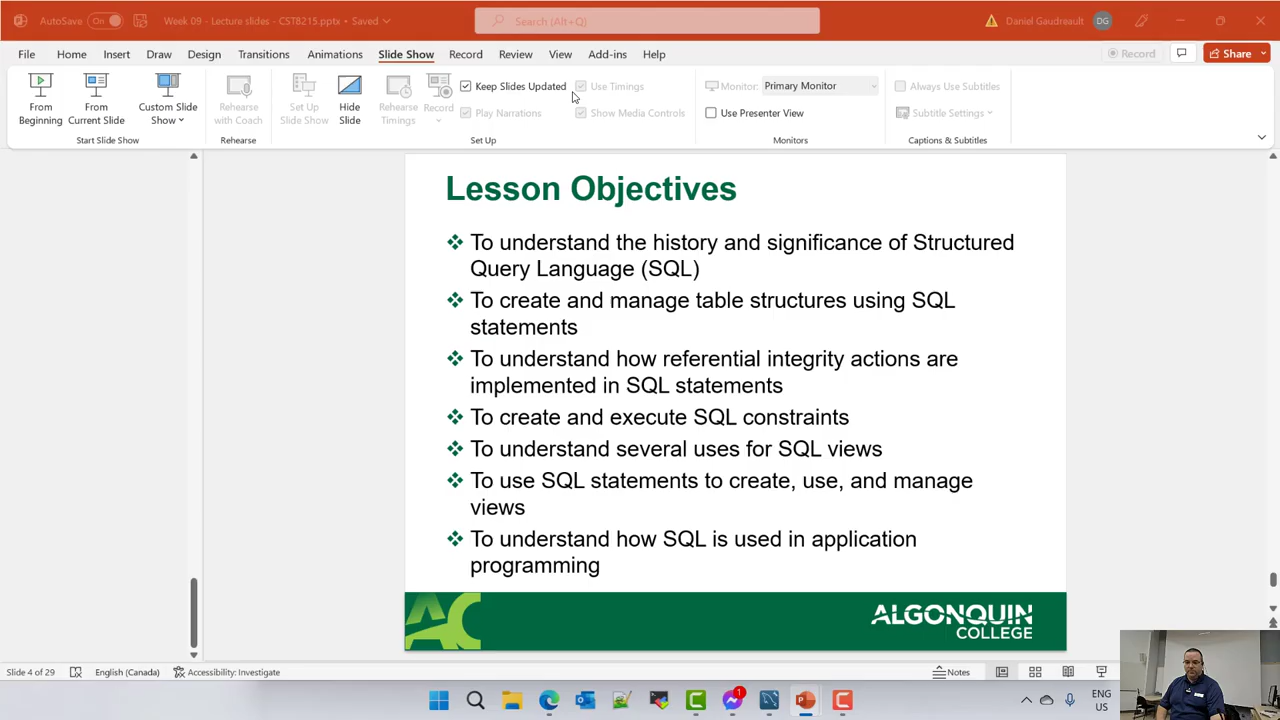 AutoSave On Week 09 - Lecture slides - CST8215.pptx • Saved Search (Alt+Q) Daniel Gaudreault DG
File Home Insert Draw Design Transitions Animations Slide Show Record Review View Add-ins Help Record Share
From Beginning
From Current Slide
Custom Slide Show
Start Slide Show
Rehearse with Coach
Rehearse
Set Up Slide Show
Hide Slide
Rehearse Timings
Record
Keep Slides Updated
Play Narrations
Use Timings
Show Media Controls
Set Up
Monitor: Primary Monitor
Use Presenter View
Monitors
Always Use Subtitles
Subtitle Settings
Captions & Subtitles
Lesson Objectives
To understand the history and significance of Structured
Query Language (SQL)
To create and manage table structures using SQL
statements
To understand how referential integrity actions are
implemented in SQL statements
To create and execute SQL constraints
To understand several uses for SQL views
To use SQL statements to create, use, and manage
views
To understand how SQL is used in application
programming
AC
ALGONQUIN
COLLEGE
Slide 4 of 29 English (Canada) Accessibility: Investigate Notes
1
ENG
US